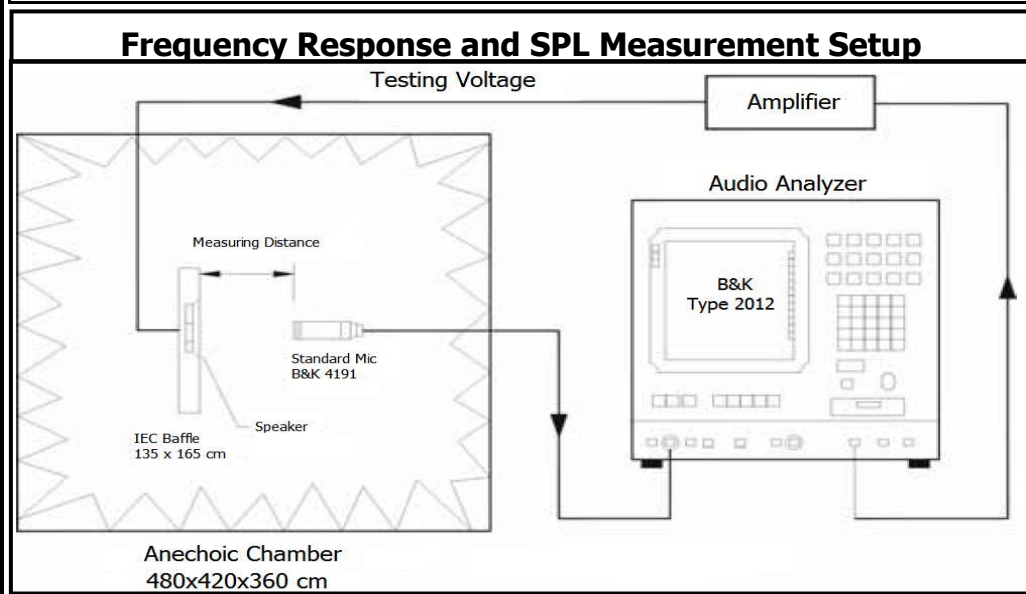 Frequency Response and SPL Measurement Setup
Testing Voltage
Amplifier
Audio Analyzer
Measuring Distance
B&K
Type 2012
Standard Mic
B&K 4191
Speaker
IEC Baffle
135 x 165 cm
Anechoic Chamber
480x420x360 cm